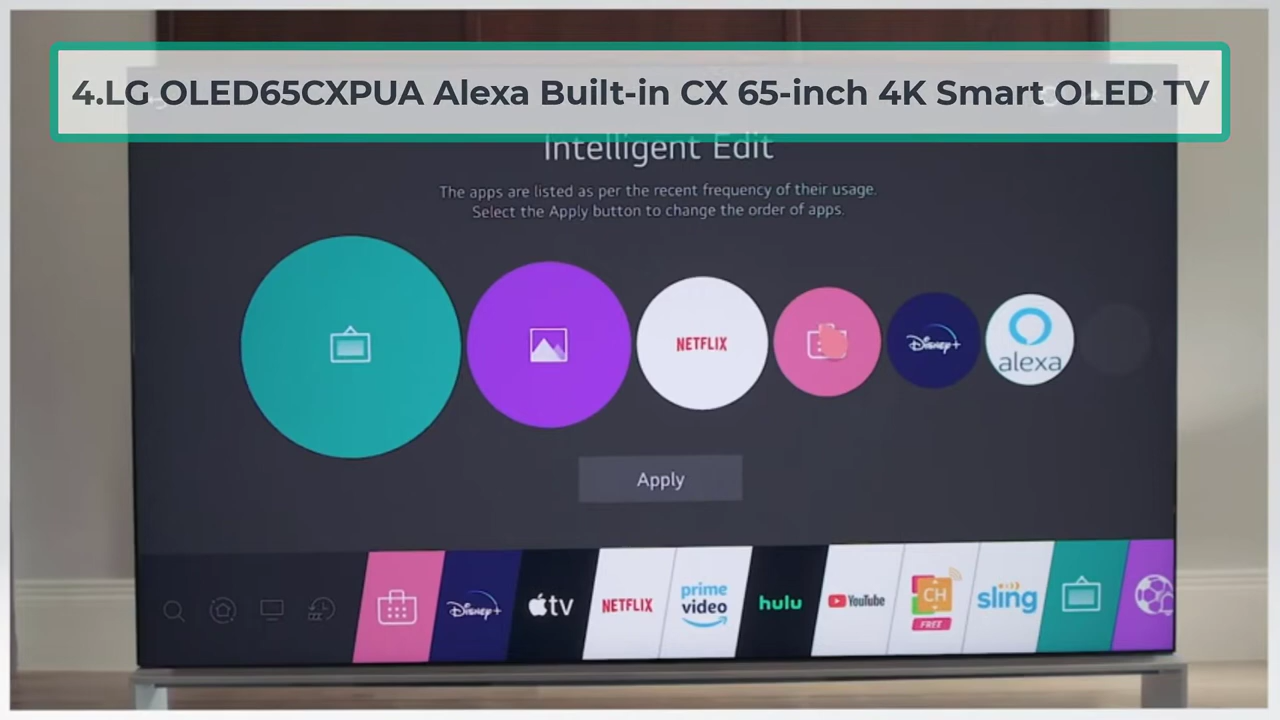 4.LG OLED65CXPUA Alexa Built-in CX 65-inch 4K Smart OLED TV
Intelligent Edit
The apps are listed as per the recent frequency of their usage.
Select the Apply button to change the order of apps.
NETFLIX
Disney+
alexa
Apply
Disney+
tv
NETFLIX
prime
video
hulu
YouTube
CH
FREE
sling